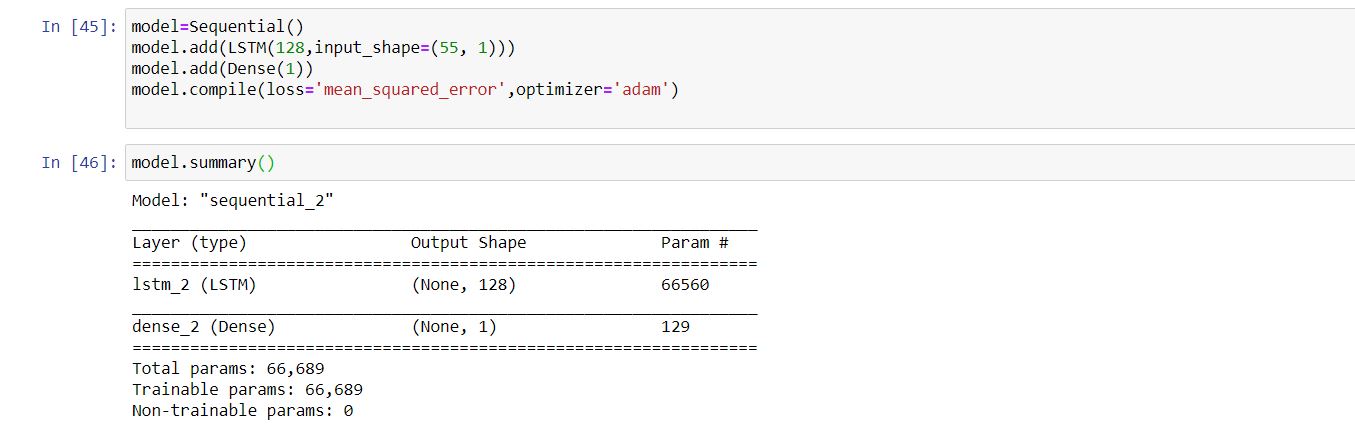 In [45]: model=Sequential()
model.add(LSTM(128,input_shape=(55, 1)))
model.add(Dense(1))
model.compile(loss='mean_squared_error',optimizer='adam')
In [46]: model.summary()
Model: "sequential_2"
Layer (type) Output Shape Param #
=================================================================
lstm_2 (LSTM) (None, 128) 66560
dense_2 (Dense) (None, 1) 129
=================================================================
Total params: 66,689
Trainable params: 66,689
Non-trainable params: 0